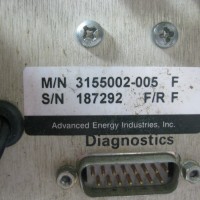 M/N 3155002-005 F
S/N 187292 F/R F
Advanced Energy Industries, Inc.
Diagnostics